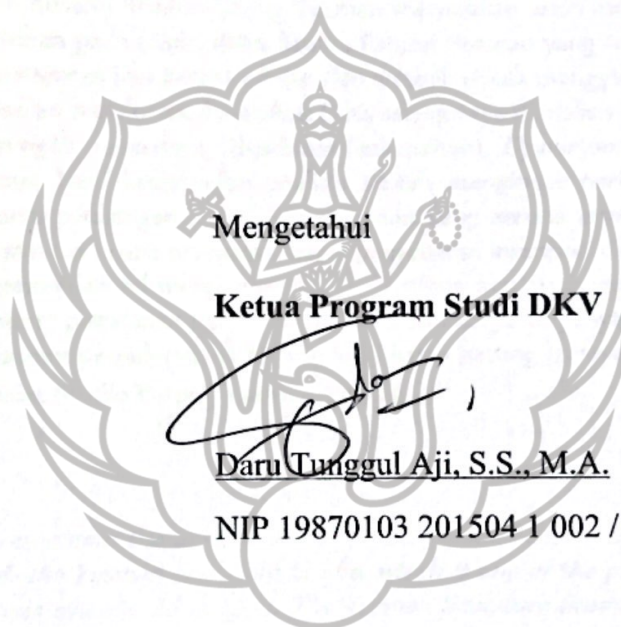 Mengetahui
Ketua Program Studi DKV
Daru Tunggul Aji, S.S., M.A.
NIP 19870103 201504 1 002 /